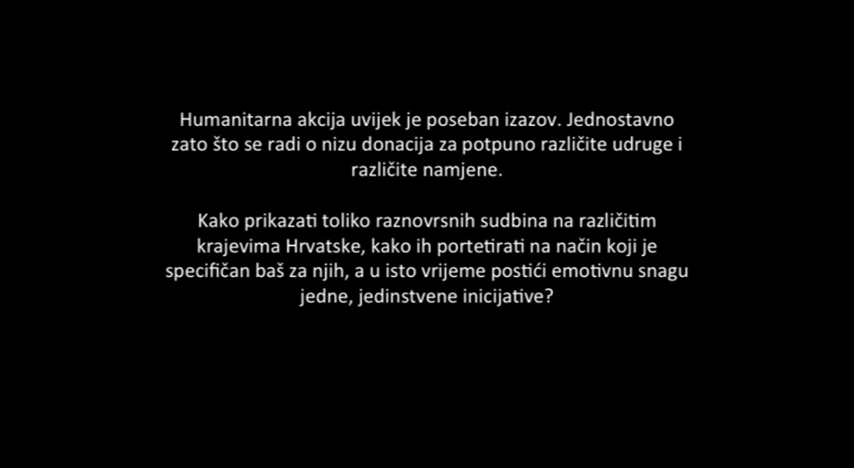 Humanitarna akcija uvijek je poseban izazov. Jednostavno
zato što se radi o nizu donacija za potpuno različite udruge i
različite namjene.
Kako prikazati toliko raznovrsnih sudbina na različitim
krajevima Hrvatske, kako ih portetirati na način koji je
specifičan baš za njih, a u isto vrijeme postići emotivnu snagu
jedne, jedinstvene inicijative?